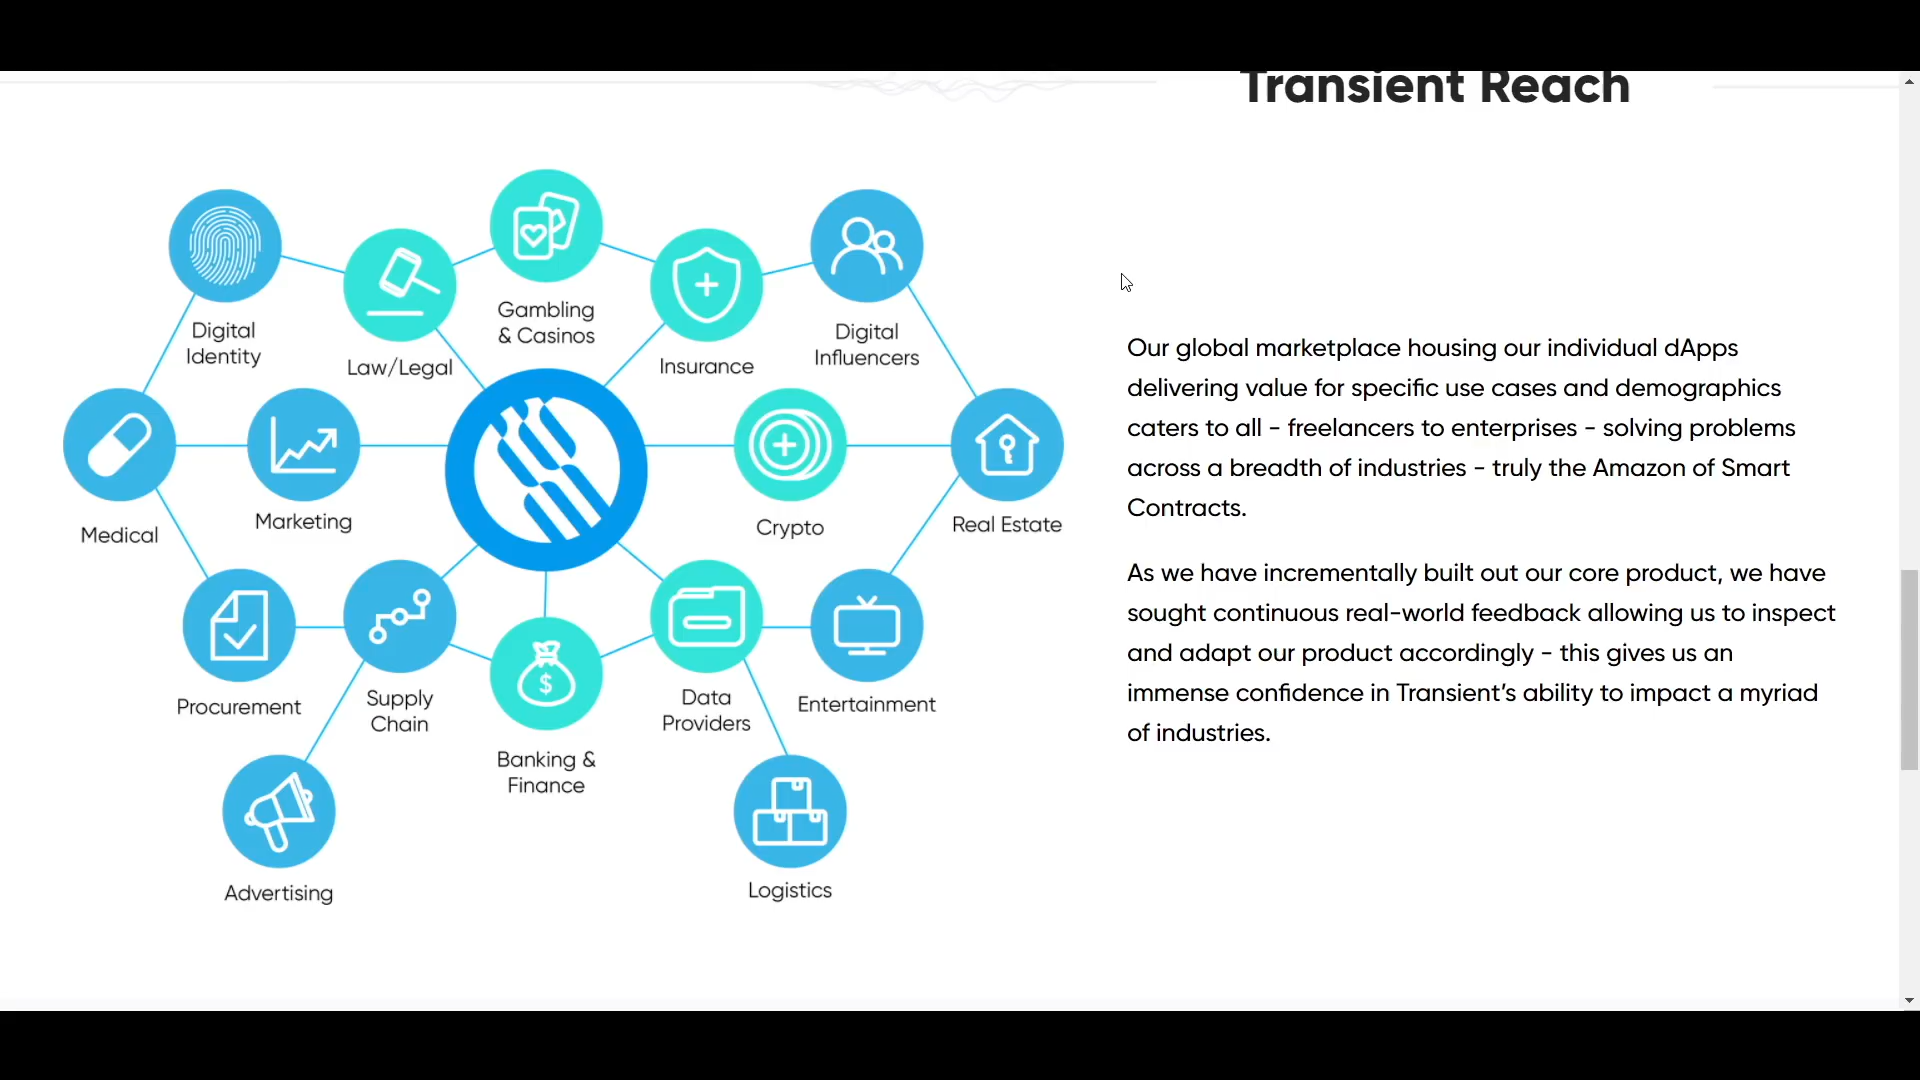 Transient Reach
Gambling
& Casinos
Digital
Identity
Law/Legal
Insurance
Digital
Influencers
Medical
Marketing
Crypto
Real Estate
Procurement
Supply
Chain
Banking &
Finance
Data
Providers
Entertainment
Advertising
Logistics
Our global marketplace housing our individual dApps
delivering value for specific use cases and demographics
caters to all - freelancers to enterprises - solving problems
across a breadth of industries - truly the Amazon of Smart
Contracts.
As we have incrementally built out our core product, we have
sought continuous real-world feedback allowing us to inspect
and adapt our product accordingly - this gives us an
immense confidence in Transient’s ability to impact a myriad
of industries.